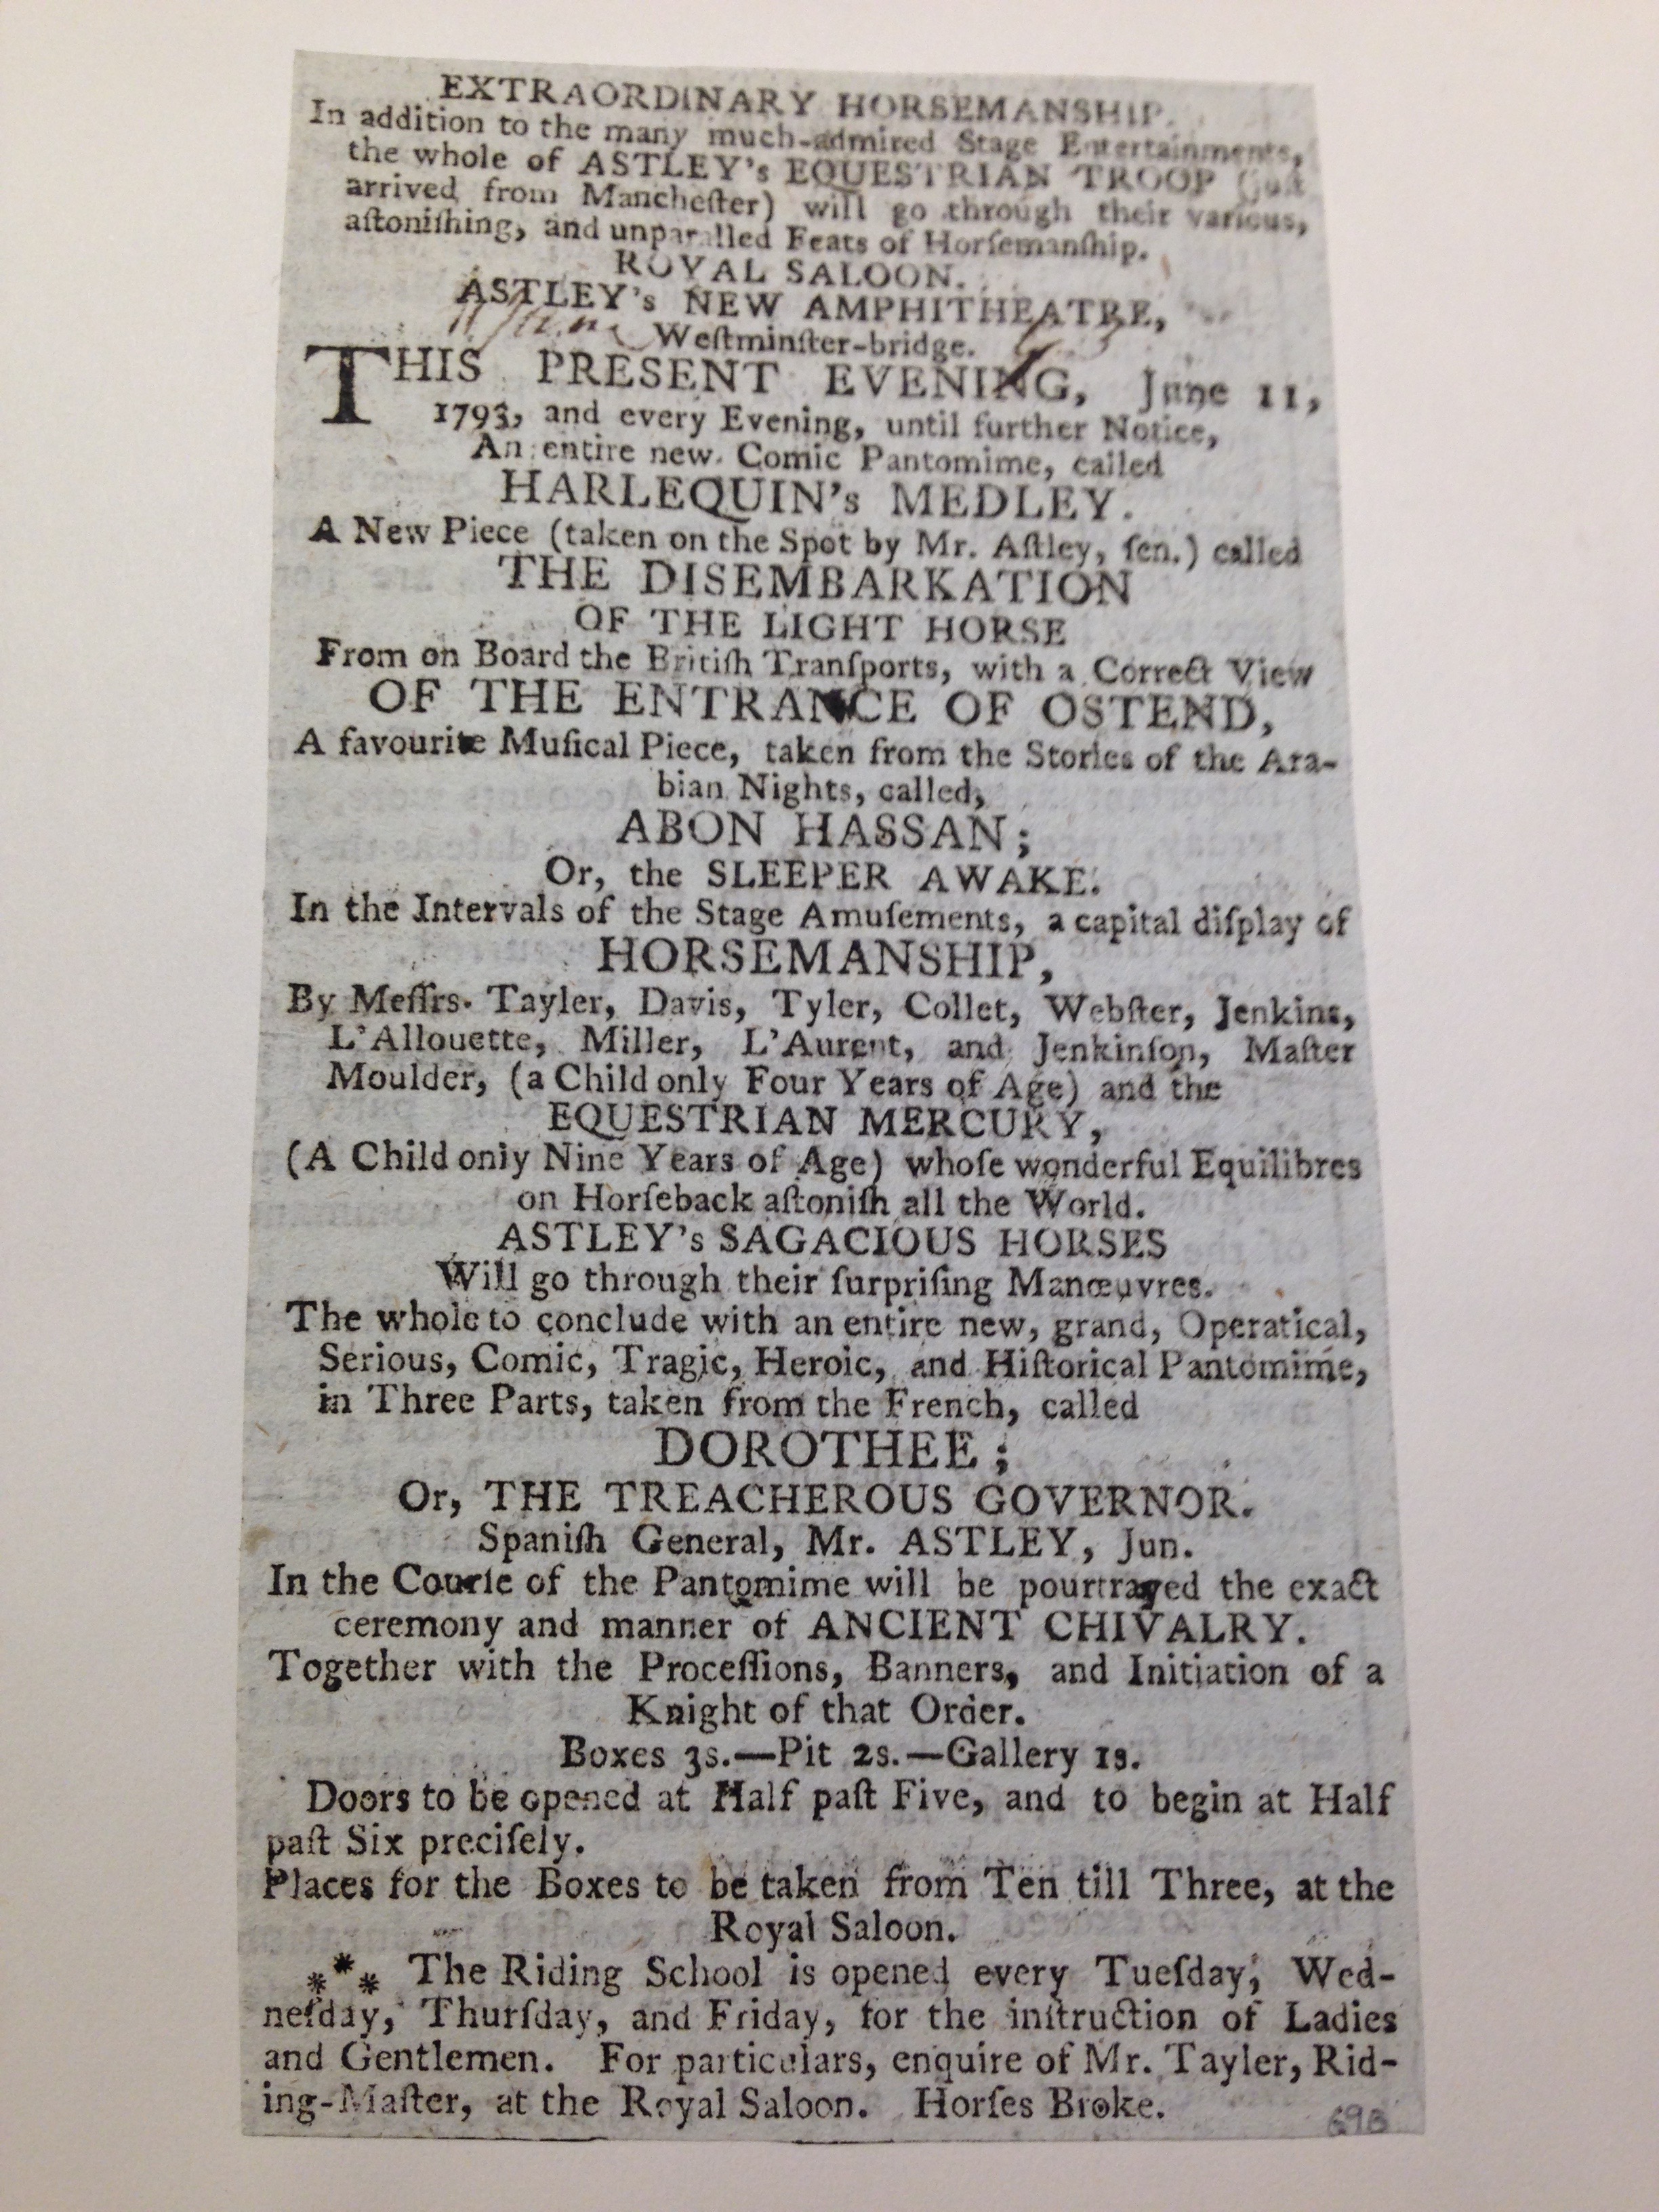 EXTRAORDINARY HORSEMANSHIP.
In addition to the many much-admired Stage Entertainments,
the whole of ASTLEY's EQUESTRIAN TROOP (juſt
arrived from Mancheſter) will go through their various,
aſtoniſhing, and unparalled Feats of Horſemanſhip.
ROYAL SALOON.
ASTLEY's NEW AMPHITHEATRE,
Weſtminſter-bridge.
THIS PRESENT EVENING, June 11,
1793, and every Evening, until further Notice,
An entire new Comic Pantomime, called
HARLEQUIN's MEDLEY.
A New Piece (taken on the Spot by Mr. Aſtley, ſen.) called
THE DISEMBARKATION
OF THE LIGHT HORSE
From on Board the Britiſh Tranſports, with a Correct View
OF THE ENTRANCE OF OSTEND,
A favourite Muſical Piece, taken from the Stories of the Ara-
bian Nights, called,
ABON HASSAN;
Or, the SLEEPER AWAKE.
In the Intervals of the Stage Amuſements, a capital diſplay of
HORSEMANSHIP,
By Meſſrs. Tayler, Davis, Tyler, Collet, Webſter, Jenkins,
L'Allouette, Miller, L'Aurent, and Jenkinſon, Maſter
Moulder, (a Child only Four Years of Age) and the
EQUESTRIAN MERCURY,
(A Child only Nine Years of Age) whoſe wonderful Equilibres
on Horſeback aſtoniſh all the World.
ASTLEY's SAGACIOUS HORSES
Will go through their ſurpriſing Manœuvres.
The whole to conclude with an entire new, grand, Operatical,
Serious, Comic, Tragic, Heroic, and Hiſtorical Pantomime,
in Three Parts, taken from the French, called
DOROTHEE;
Or, THE TREACHEROUS GOVERNOR.
Spaniſh General, Mr. ASTLEY, Jun.
In the Courſe of the Pantomime will be pourtrayed the exact
ceremony and manner of ANCIENT CHIVALRY.
Together with the Proceſſions, Banners, and Initiation of a
Knight of that Order.
Boxes 3s.—Pit 2s.—Gallery 1s.
Doors to be opened at Half paſt Five, and to begin at Half
paſt Six preciſely.
Places for the Boxes to be taken from Ten till Three, at the
Royal Saloon.
*** The Riding School is opened every Tueſday, Wed-
neſday, Thurſday, and Friday, for the inſtruction of Ladies
and Gentlemen. For particulars, enquire of Mr. Tayler, Rid-
ing-Maſter, at the Royal Saloon. Horſes Broke.
69B